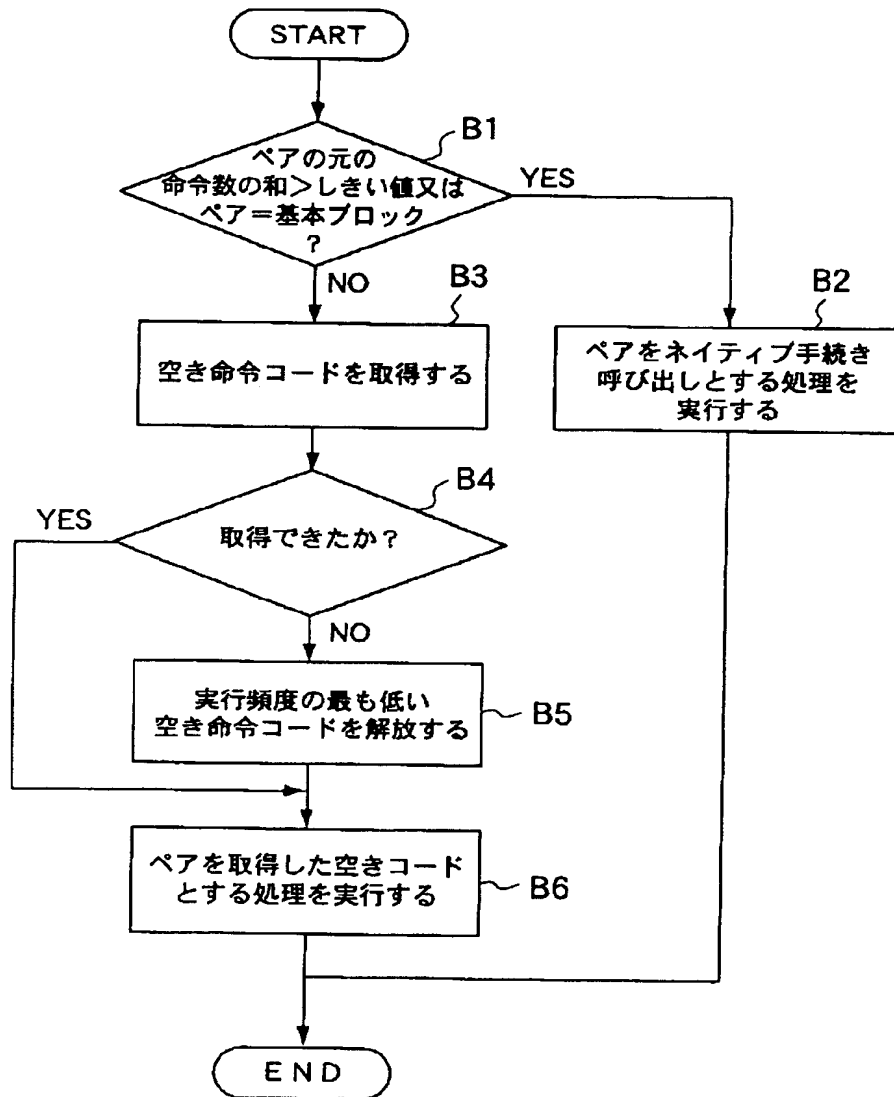 START
B1
ペアの元の
命令数の和>しきい値又は
ペア=基本ブロック
?
YES
NO
B3
B2
空き命令コードを取得する
ペアをネイティブ手続き
呼び出しとする処理を
実行する
B4
YES
取得できたか?
NO
実行頻度の最も低い
空き命令コードを解放する
B5
ペアを取得した空きコード
とする処理を実行する
B6
END